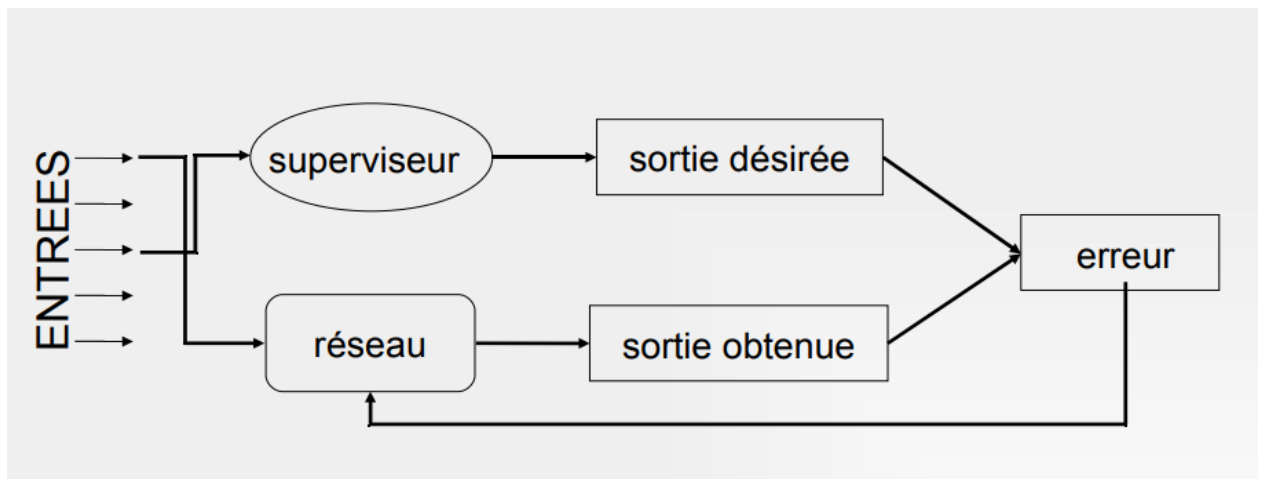 ENTREES
superviseur
sortie désirée
erreur
réseau
sortie obtenue